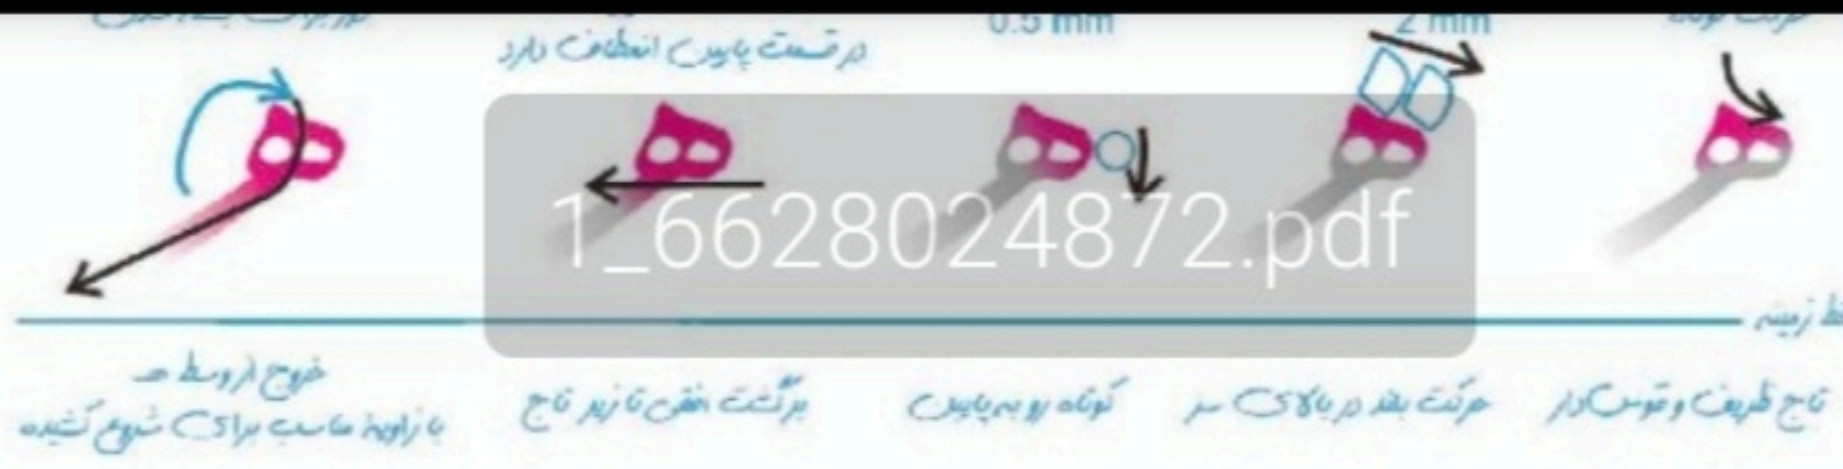 در قسمت پایین انعطاف دارد
0.5 mm
2 mm
1_6628024872.pdf
زمینه
تاج ظریف و قوس دار
حرکت بلند در بالای سر
کوتاه رو به پایین
برگشت افقی تا زیر تاج
خروج از وسط هـ
با زاویهٔ مناسب برای شروع کشیده